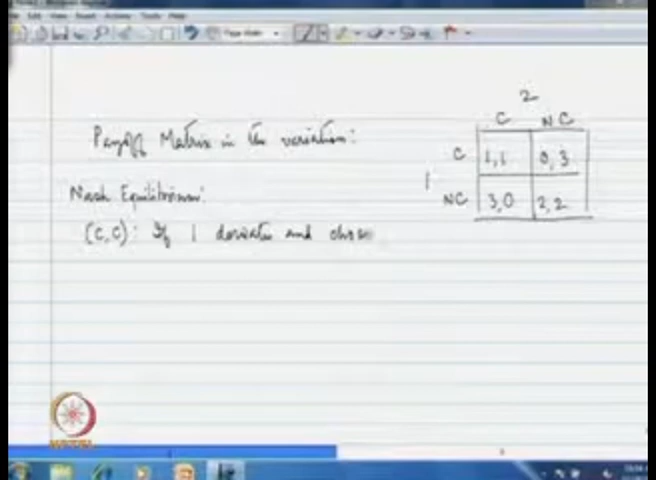 2
C NC
Payoff Matrix in the variation:
C 1,1 0,3
1
NC 3,0 2,2
Nash Equilibrium:
(C,C): If 1 deviates and choses